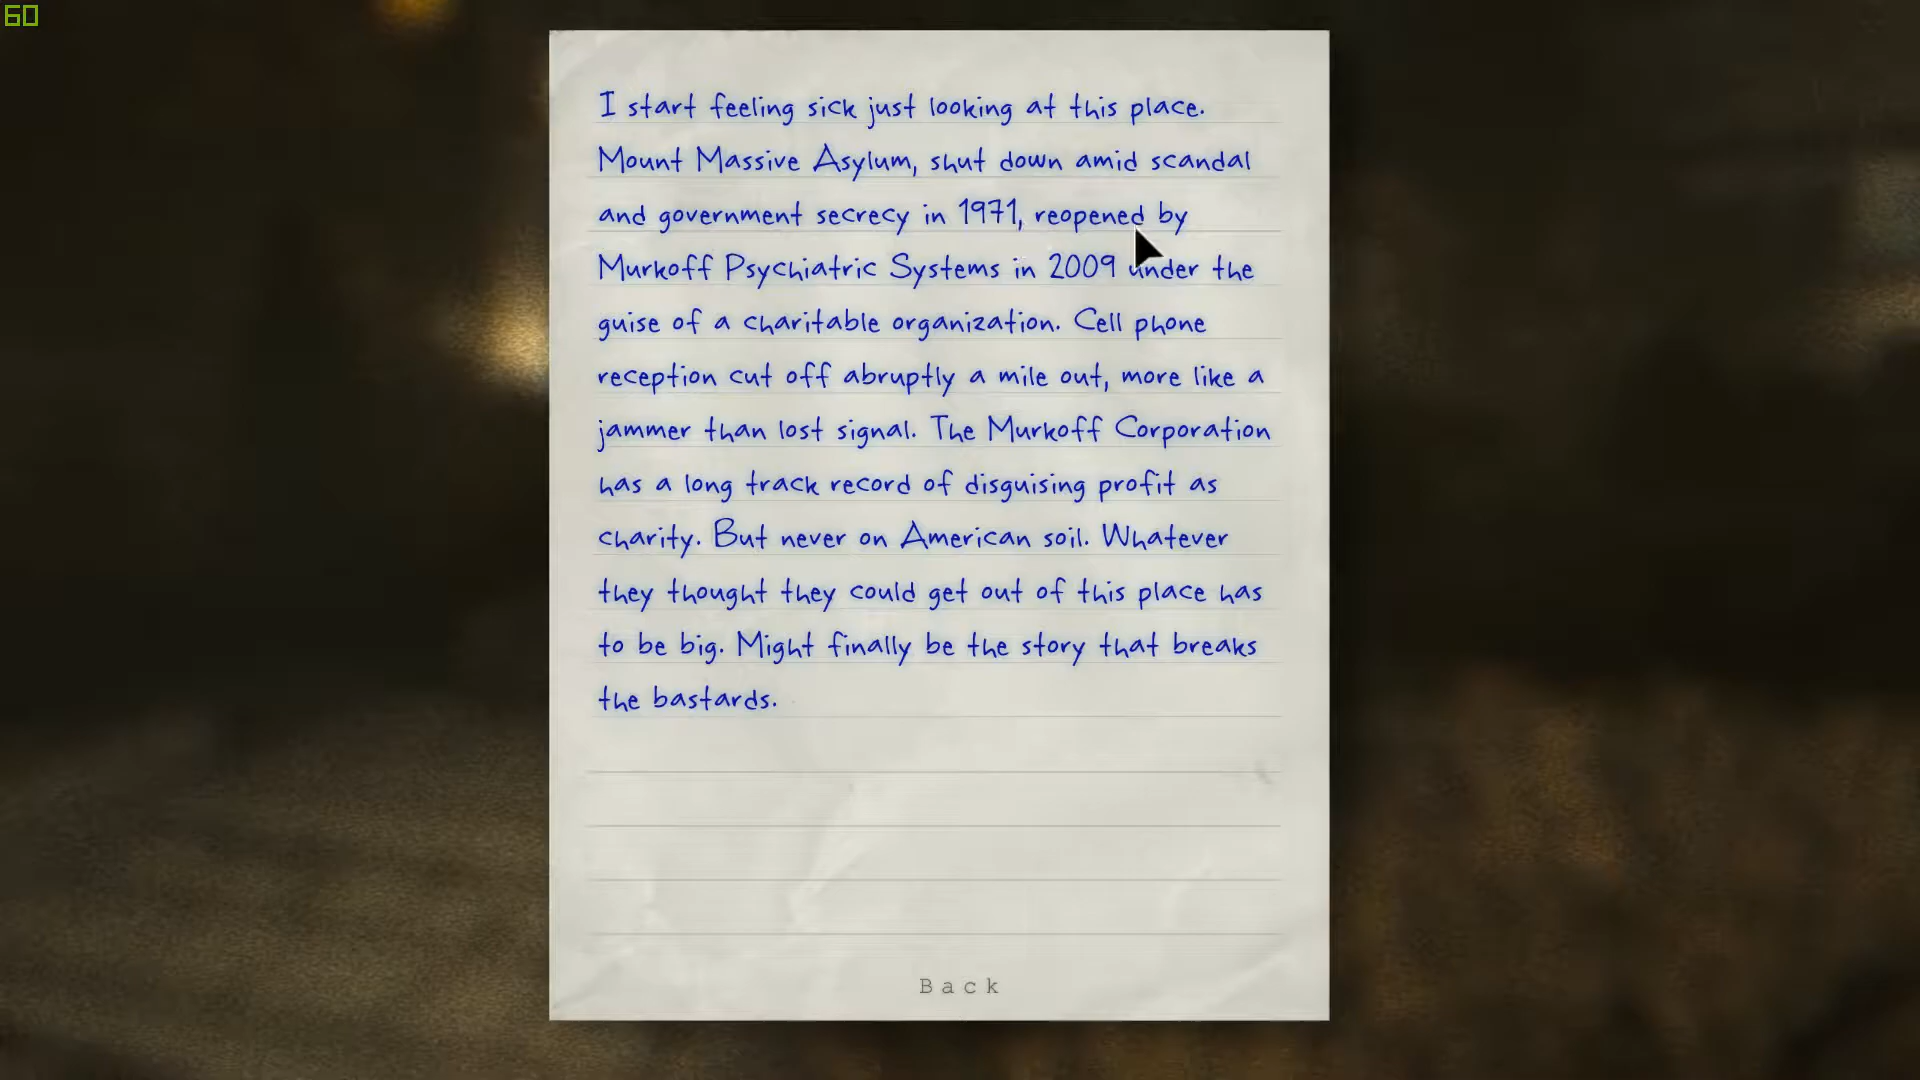 60
I start feeling sick just looking at this place.
Mount Massive Asylum, shut down amid scandal
and government secrecy in 1971, reopened by
Murkoff Psychiatric Systems in 2009 under the
guise of a charitable organization. Cell phone
reception cut off abruptly a mile out, more like a
jammer than lost signal. The Murkoff Corporation
has a long track record of disguising profit as
charity. But never on American soil. Whatever
they thought they could get out of this place has
to be big. Might finally be the story that breaks
the bastards.
Back